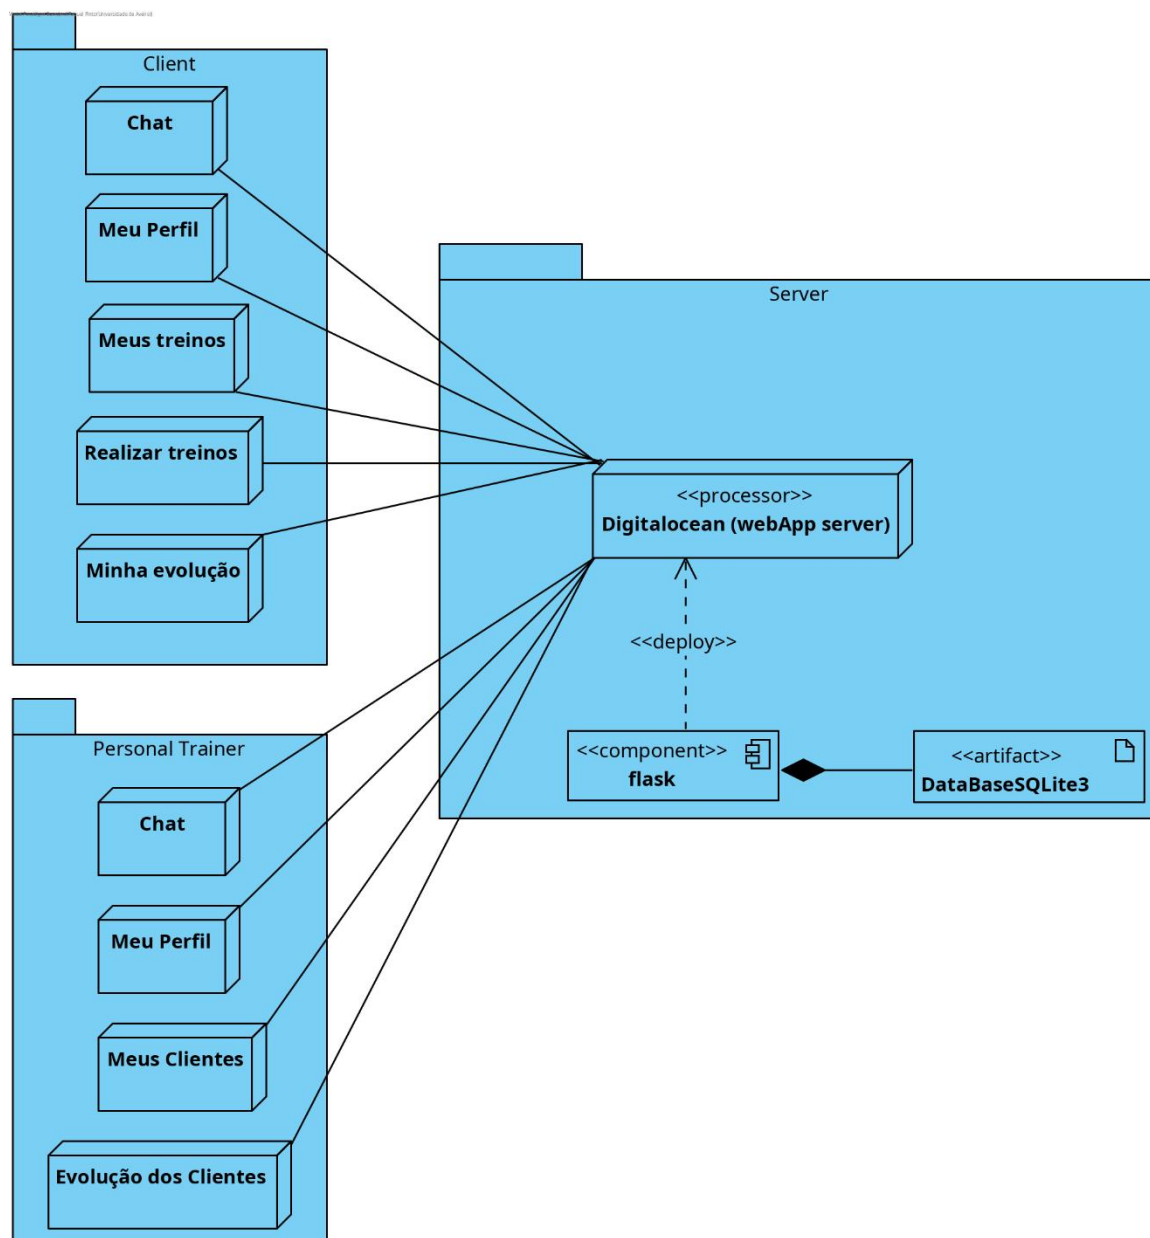 Client
Chat
Meu Perfil
Meus treinos
Realizar treinos
Minha evolução
Server
<<processor>>
Digitalocean (webApp server)
<<deploy>>
<<component>>
flask
<<artifact>>
DataBaseSQLite3
Personal Trainer
Chat
Meu Perfil
Meus Clientes
Evolução dos Clientes